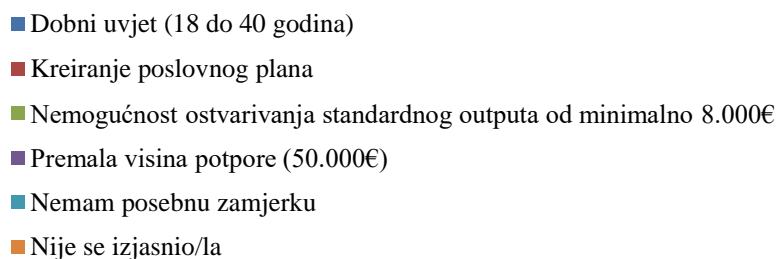 Dobni uvjet (18 do 40 godina)
Kreiranje poslovnog plana
Nemogućnost ostvarivanja standardnog outputa od minimalno 8.000€
Premala visina potpore (50.000€)
Nemam posebnu zamjerku
Nije se izjasnio/la